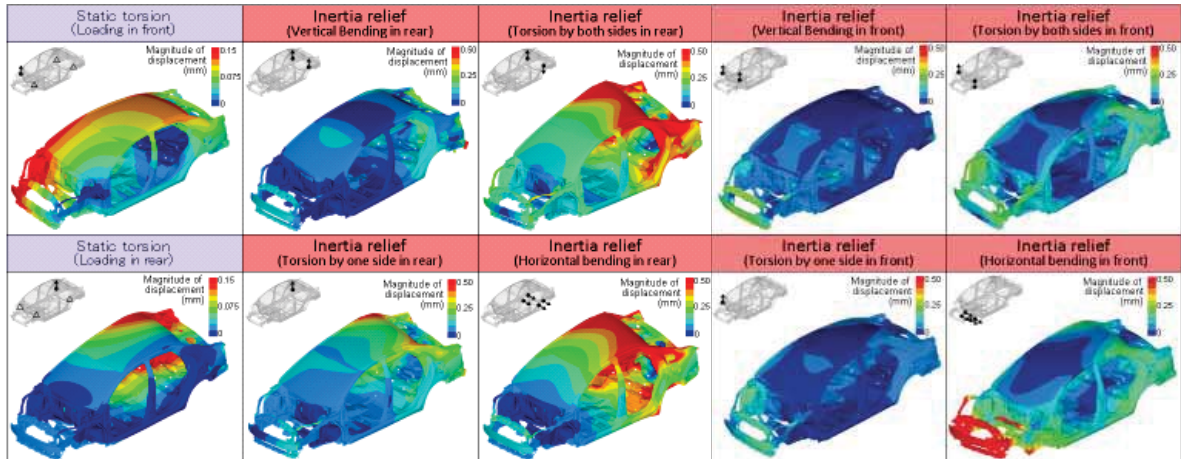 Static torsion
(Loading in front)
Magnitude of
displacement
(mm)
0.15
0.075
0
Inertia relief
(Vertical Bending in rear)
Magnitude of
displacement
(mm)
0.50
0.25
0
Inertia relief
(Torsion by both sides in rear)
Magnitude of
displacement
(mm)
0.50
0.25
0
Inertia relief
(Vertical Bending in front)
Magnitude of
displacement
(mm)
0.50
0.25
0
Inertia relief
(Torsion by both sides in front)
Magnitude of
displacement
(mm)
0.50
0.25
0
Static torsion
(Loading in rear)
Magnitude of
displacement
(mm)
0.15
0.075
0
Inertia relief
(Torsion by one side in rear)
Magnitude of
displacement
(mm)
0.50
0.25
0
Inertia relief
(Horizontal bending in rear)
Magnitude of
displacement
(mm)
0.50
0.25
0
Inertia relief
(Torsion by one side in front)
Magnitude of
displacement
(mm)
0.50
0.25
0
Inertia relief
(Horizontal bending in front)
Magnitude of
displacement
(mm)
0.50
0.25
0